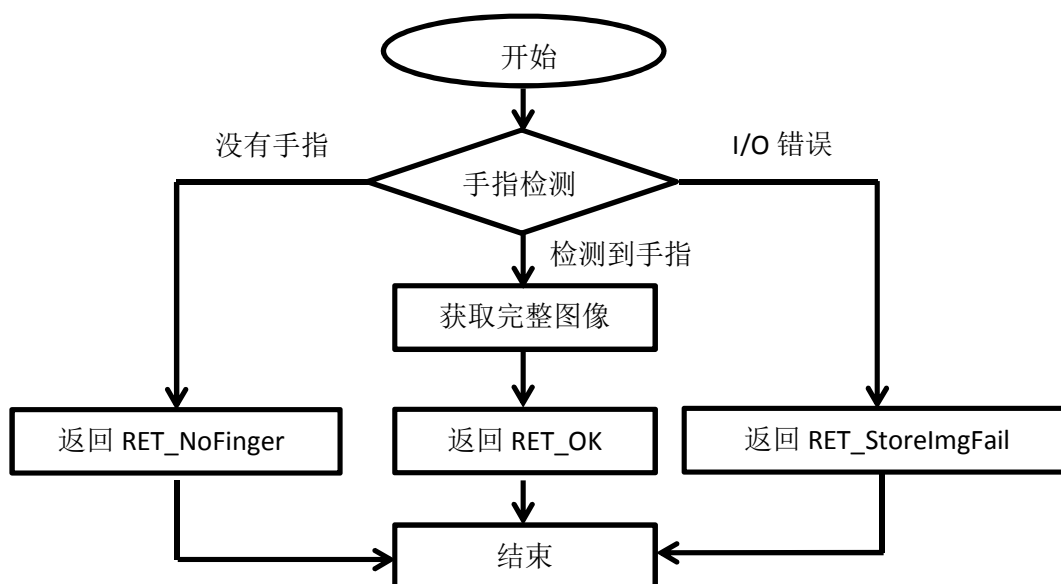 开始
没有手指
I/O 错误
手指检测
检测到手指
获取完整图像
返回 RET_NoFinger
返回 RET_OK
返回 RET_StoreImgFail
结束